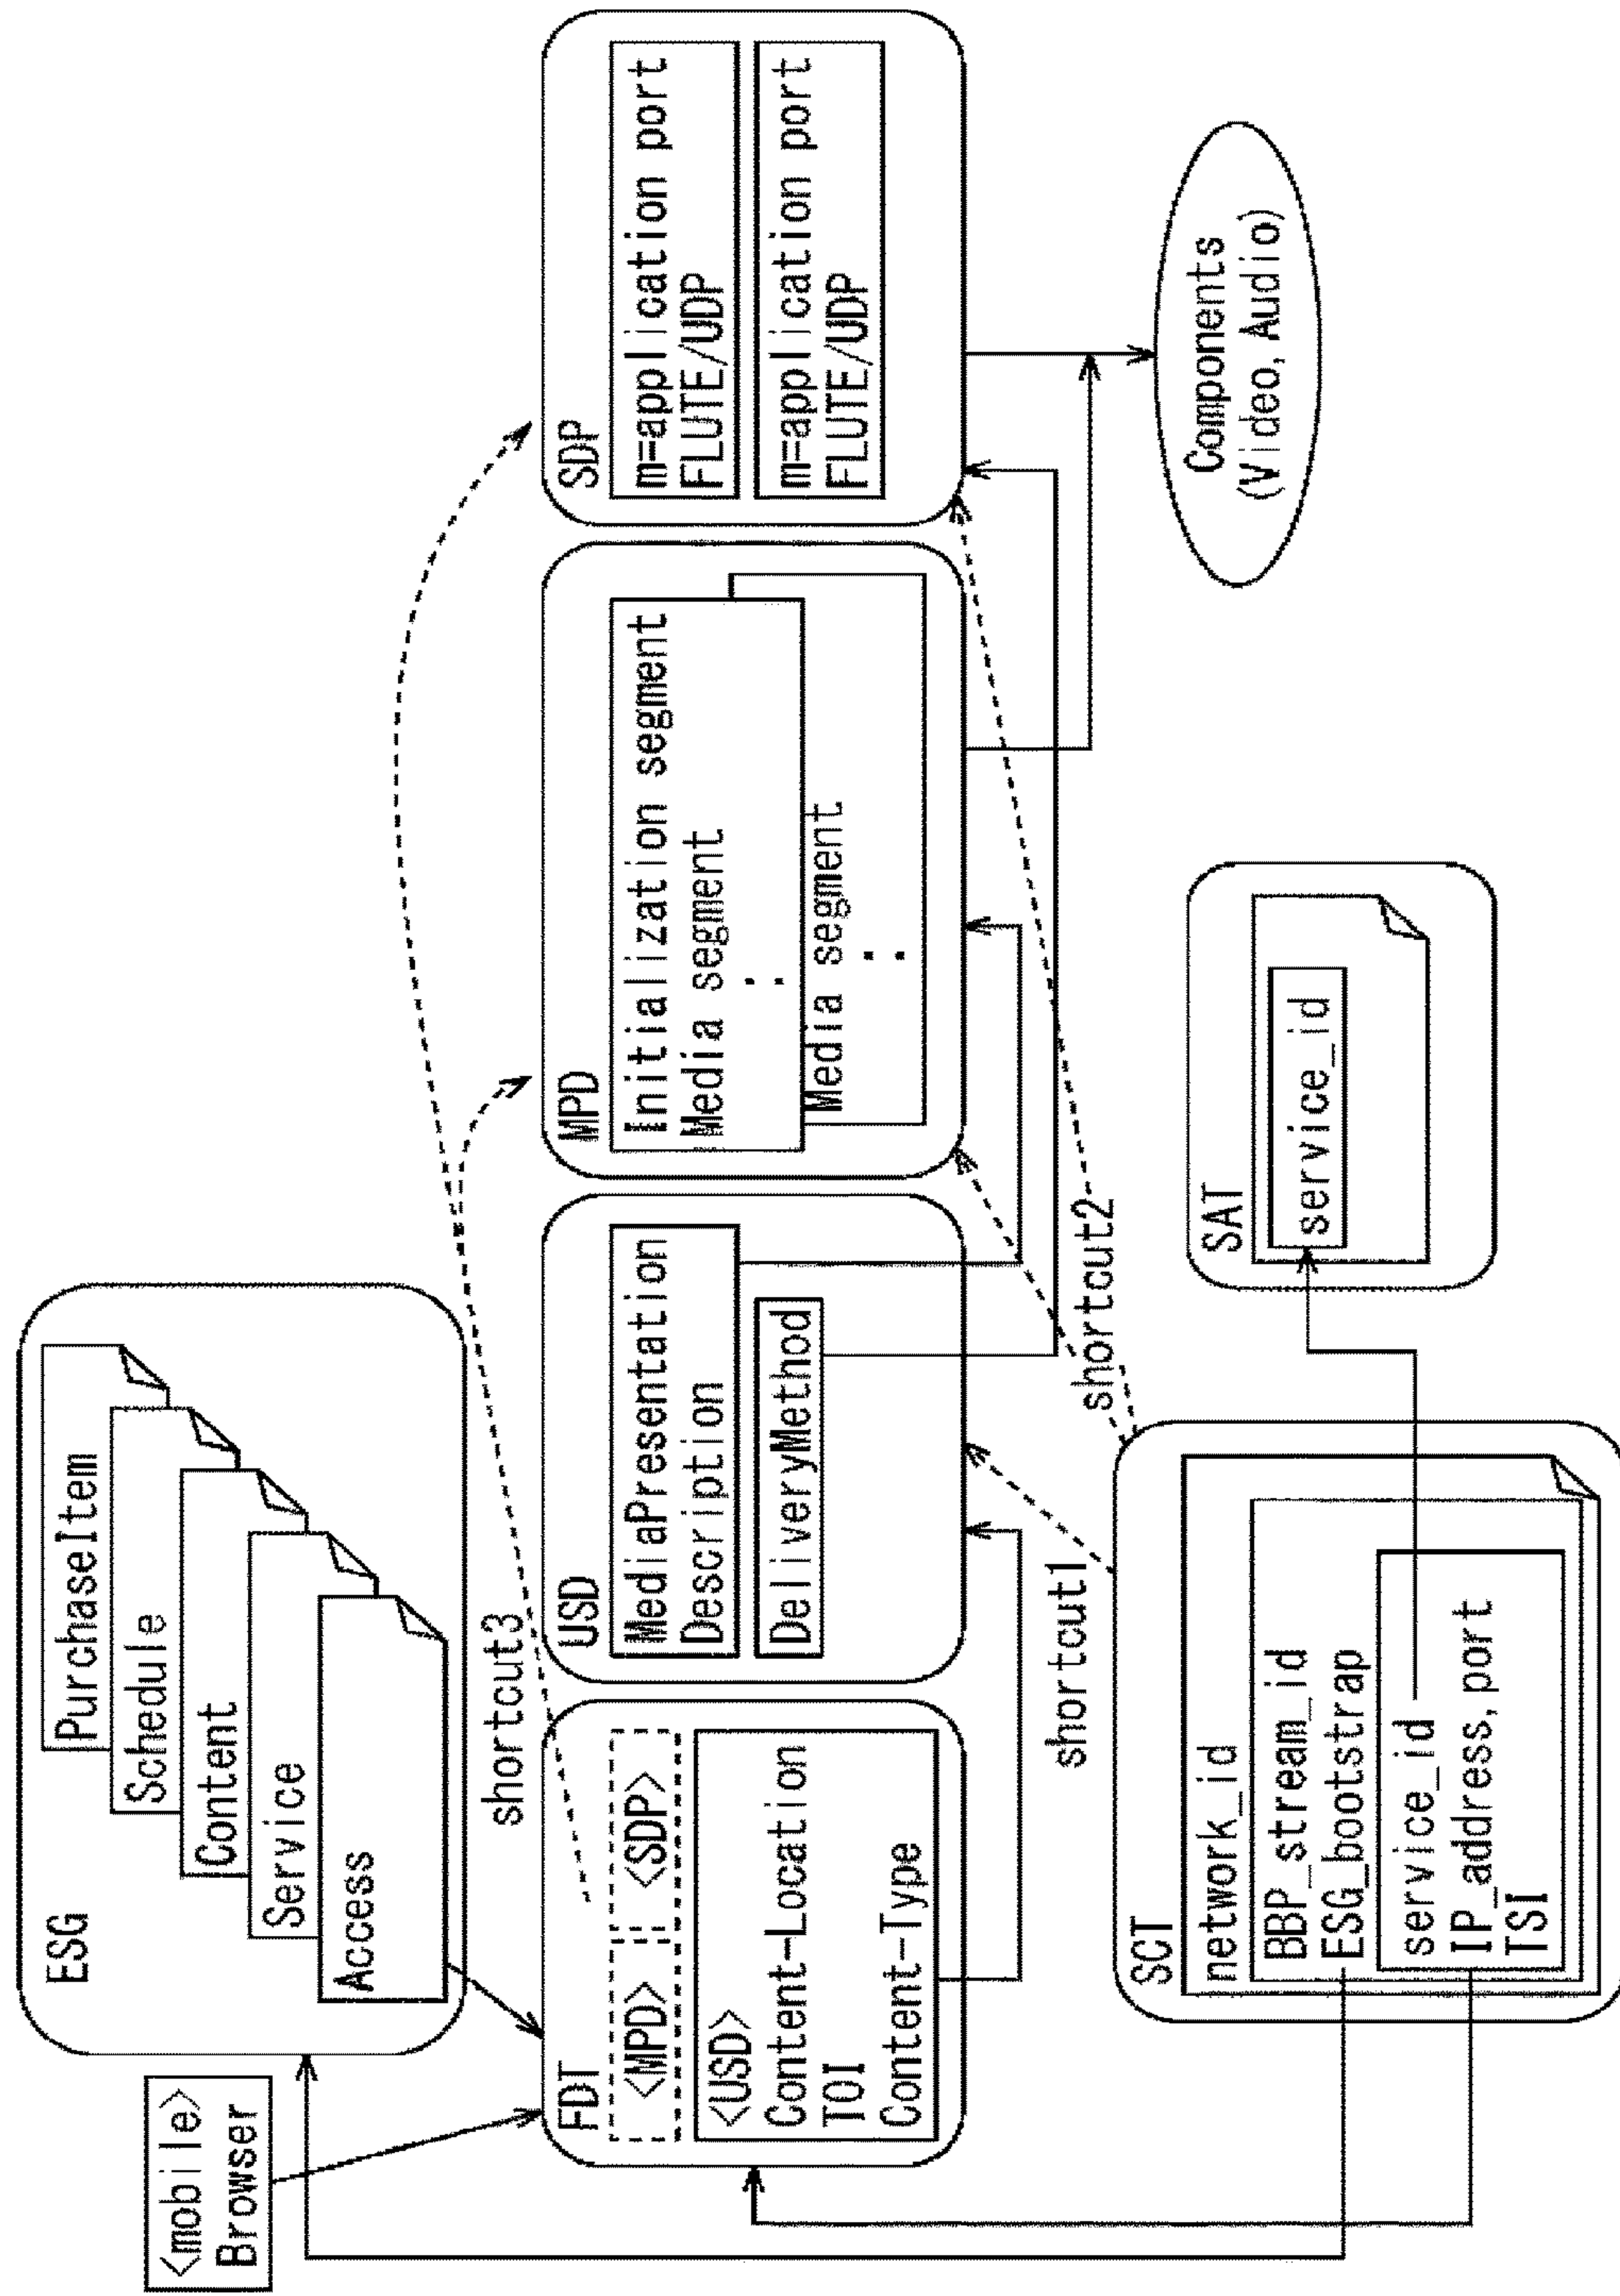 <mobile>
Browser
ESG
PurchaseItem
Schedule
Content
Service
Access
shortcut3
FDT
<MPD>
<SDP>
<USD>
Content-Location
TOI
Content-Type
USD
MediaPresentation
Description
DeliveryMethod
MPD
Initialization segment
Media segment
:
Media segment
:
SDP
m=application port
FLUTE/UDP
m=application port
FLUTE/UDP
shortcut1
shortcut2
SCT
network_id
BBP_stream_id
ESG_bootstrap
service_id
IP_address,port
TSI
SAT
service_id
Components
(Video, Audio)